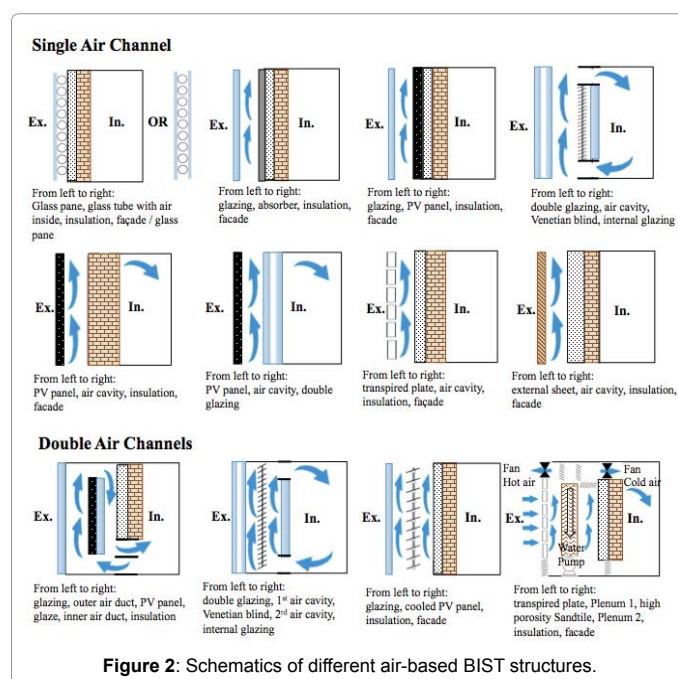 Single Air Channel
Ex.
In.
OR
From left to right:
Glass pane, glass tube with air
inside, insulation, façade / glass
pane
Ex.
In.
From left to right:
glazing, absorber, insulation,
facade
Ex.
In.
From left to right:
glazing, PV panel, insulation,
facade
Ex.
In.
From left to right:
double glazing, air cavity,
Venetian blind, internal glazing
Ex.
In.
From left to right:
PV panel, air cavity, insulation,
facade
Ex.
In.
From left to right:
PV panel, air cavity, double
glazing
Ex.
In.
From left to right:
transpired plate, air cavity,
insulation, façade
Ex.
In.
From left to right:
external sheet, air cavity, insulation,
facade
Double Air Channels
Ex.
In.
From left to right:
glazing, outer air duct, PV panel,
glaze, inner air duct, insulation
Ex.
In.
From left to right:
double glazing, 1st air cavity,
Venetian blind, 2rd air cavity,
internal glazing
Ex.
In.
From left to right:
glazing, cooled PV panel,
insulation, facade
Fan
Hot air
Fan
Cold air
Ex.
In.
Water
Pump
From left to right:
transpired plate, Plenum 1, high
porosity Sandtile, Plenum 2,
insulation, facade
Figure 2: Schematics of different air-based BIST structures.